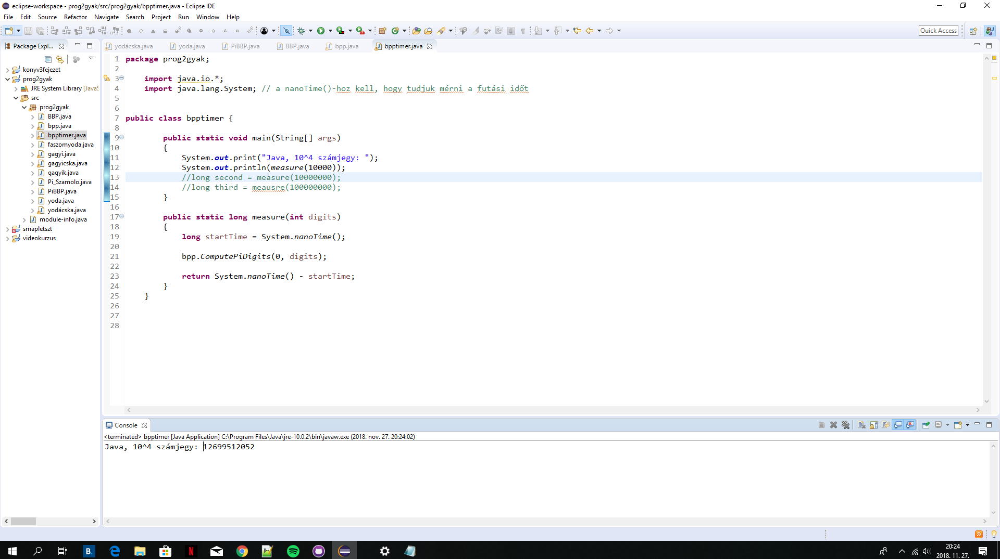 eclipse-workspace - prog2gyak/src/prog2gyak/bpptimer.java - Eclipse IDE
File Edit Source Refactor Navigate Search Project Run Window Help
Quick Access
Package Expl...
yodácska.java yoda.java PiBBP.java BBP.java bpp.java bpptimer.java
konyv3fejezet
prog2gyak
JRE System Library [JavaS
src
prog2gyak
BBP.java
bpp.java
bpptimer.java
faszomyoda.java
gagyi.java
gagyicska.java
gagyik.java
Pi_Szamolo.java
PiBBP.java
yoda.java
yodácska.java
module-info.java
smapletszt
videokurzus
1 package prog2gyak;
2
3 import java.io.*;
4 import java.lang.System; // a nanoTime()-hoz kell, hogy tudjuk mérni a futási időt
5
6
7 public class bpptimer {
8
9 public static void main(String[] args)
10 {
11 System.out.print("Java, 10^4 számjegy: ");
12 System.out.println(measure(10000));
13 //long second = measure(10000000);
14 //long third = meausre(100000000);
15 }
16
17 public static long measure(int digits)
18 {
19 long startTime = System.nanoTime();
20
21 bpp.ComputePiDigits(0, digits);
22
23 return System.nanoTime() - startTime;
24 }
25 }
26
27
28
Console
<terminated> bpptimer [Java Application] C:\Program Files\Java\jre-10.0.2\bin\javaw.exe (2018. nov. 27. 20:24:02)
Java, 10^4 számjegy: 12699512052
B.
N
20:24
2018. 11. 27.